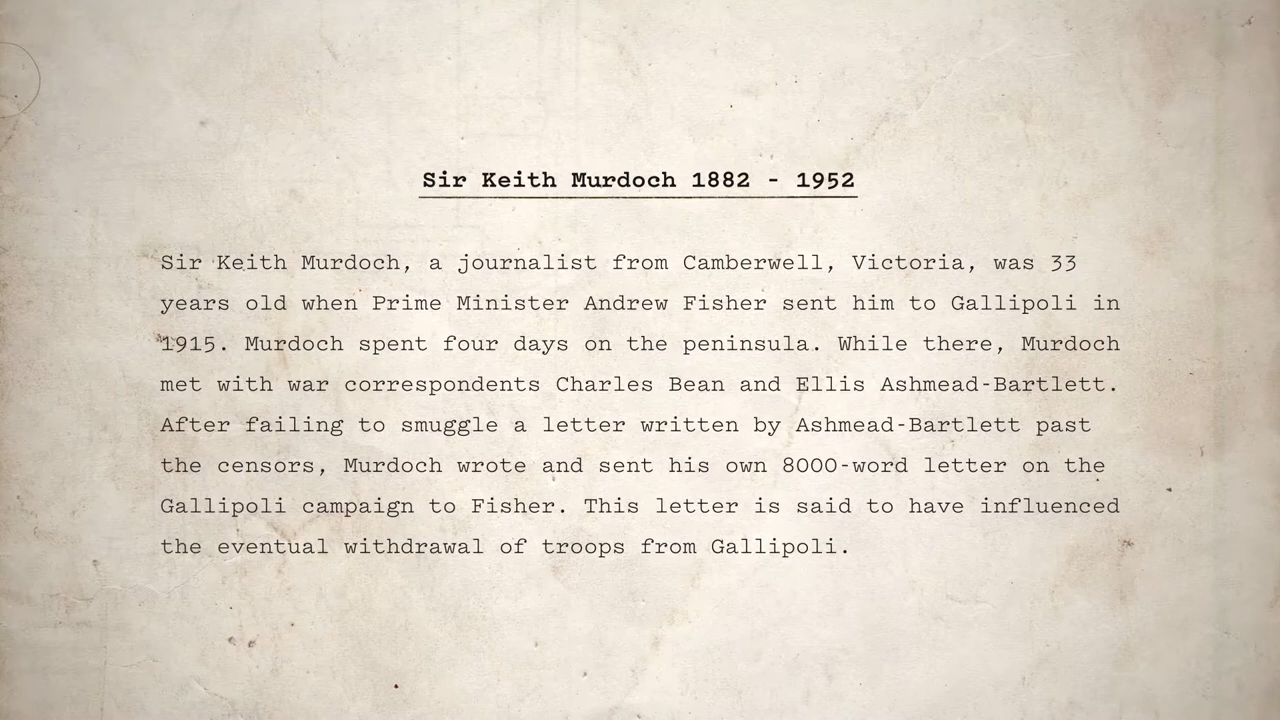 Sir Keith Murdoch 1882 - 1952
Sir Keith Murdoch, a journalist from Camberwell, Victoria, was 33
years old when Prime Minister Andrew Fisher sent him to Gallipoli in
1915. Murdoch spent four days on the peninsula. While there, Murdoch
met with war correspondents Charles Bean and Ellis Ashmead-Bartlett.
After failing to smuggle a letter written by Ashmead-Bartlett past
the censors, Murdoch wrote and sent his own 8000-word letter on the
Gallipoli campaign to Fisher. This letter is said to have influenced
the eventual withdrawal of troops from Gallipoli.